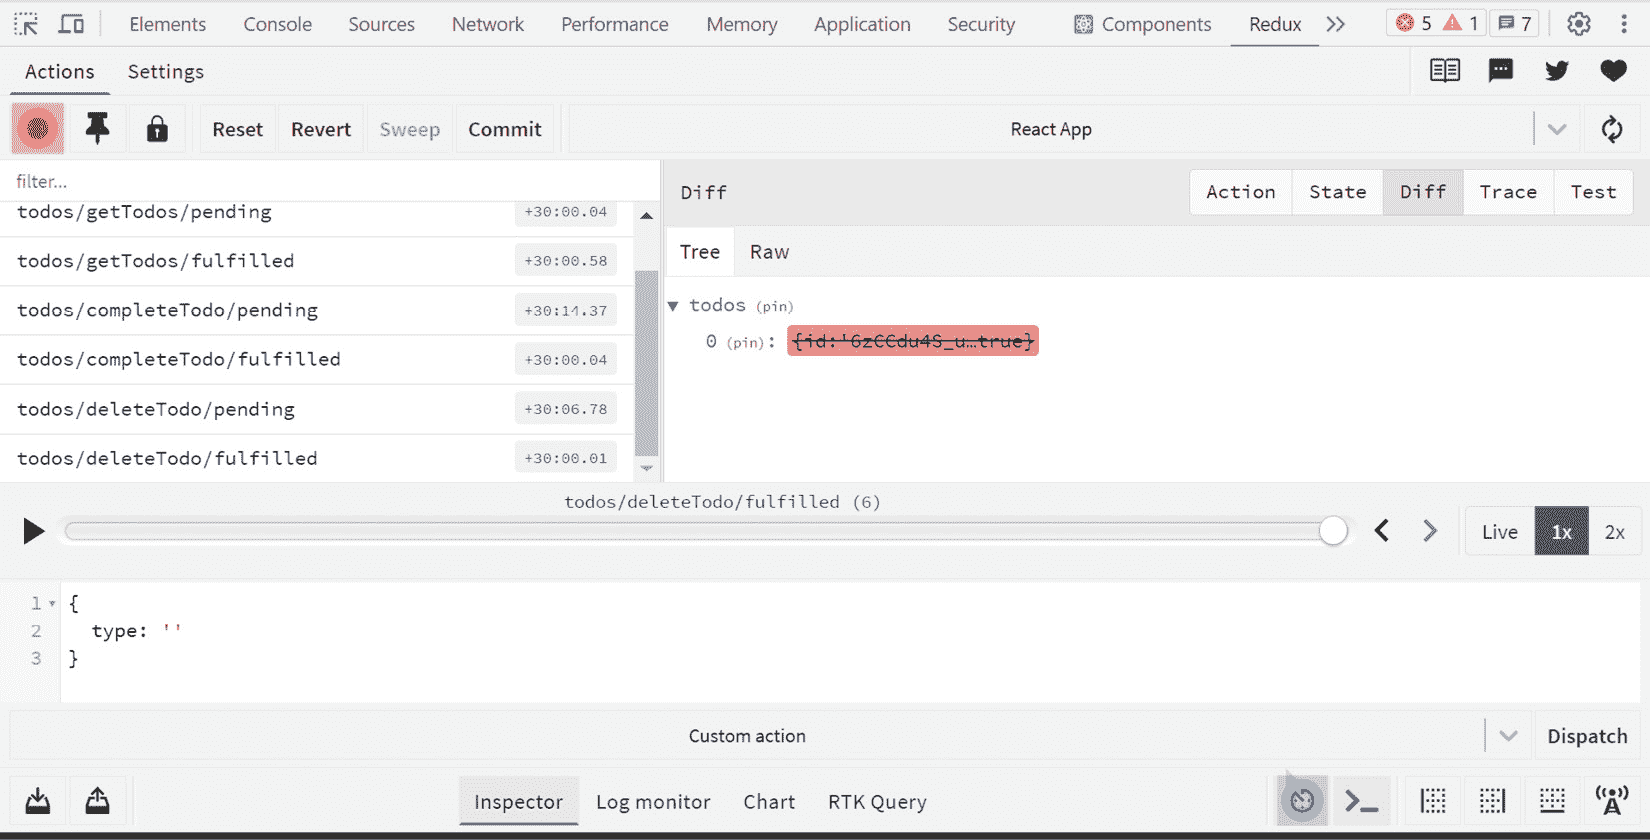 Elements Console Sources Network Performance Memory Application Security Components Redux 5 1 7
Actions Settings
Reset Revert Sweep Commit React App
filter...
Diff Action State Diff Trace Test
todos/getTodos/pending +30:00.04
Tree Raw
todos/getTodos/fulfilled +30:00.58
todos (pin)
todos/completeTodo/pending +30:14.37
0 (pin): {id:'GzCCdu4S_u…true}
todos/completeTodo/fulfilled +30:00.04
todos/deleteTodo/pending +30:06.78
todos/deleteTodo/fulfilled +30:00.01
todos/deleteTodo/fulfilled (6)
Live 1x 2x
1 {
2 type: ''
3 }
Custom action Dispatch
Inspector Log monitor Chart RTK Query